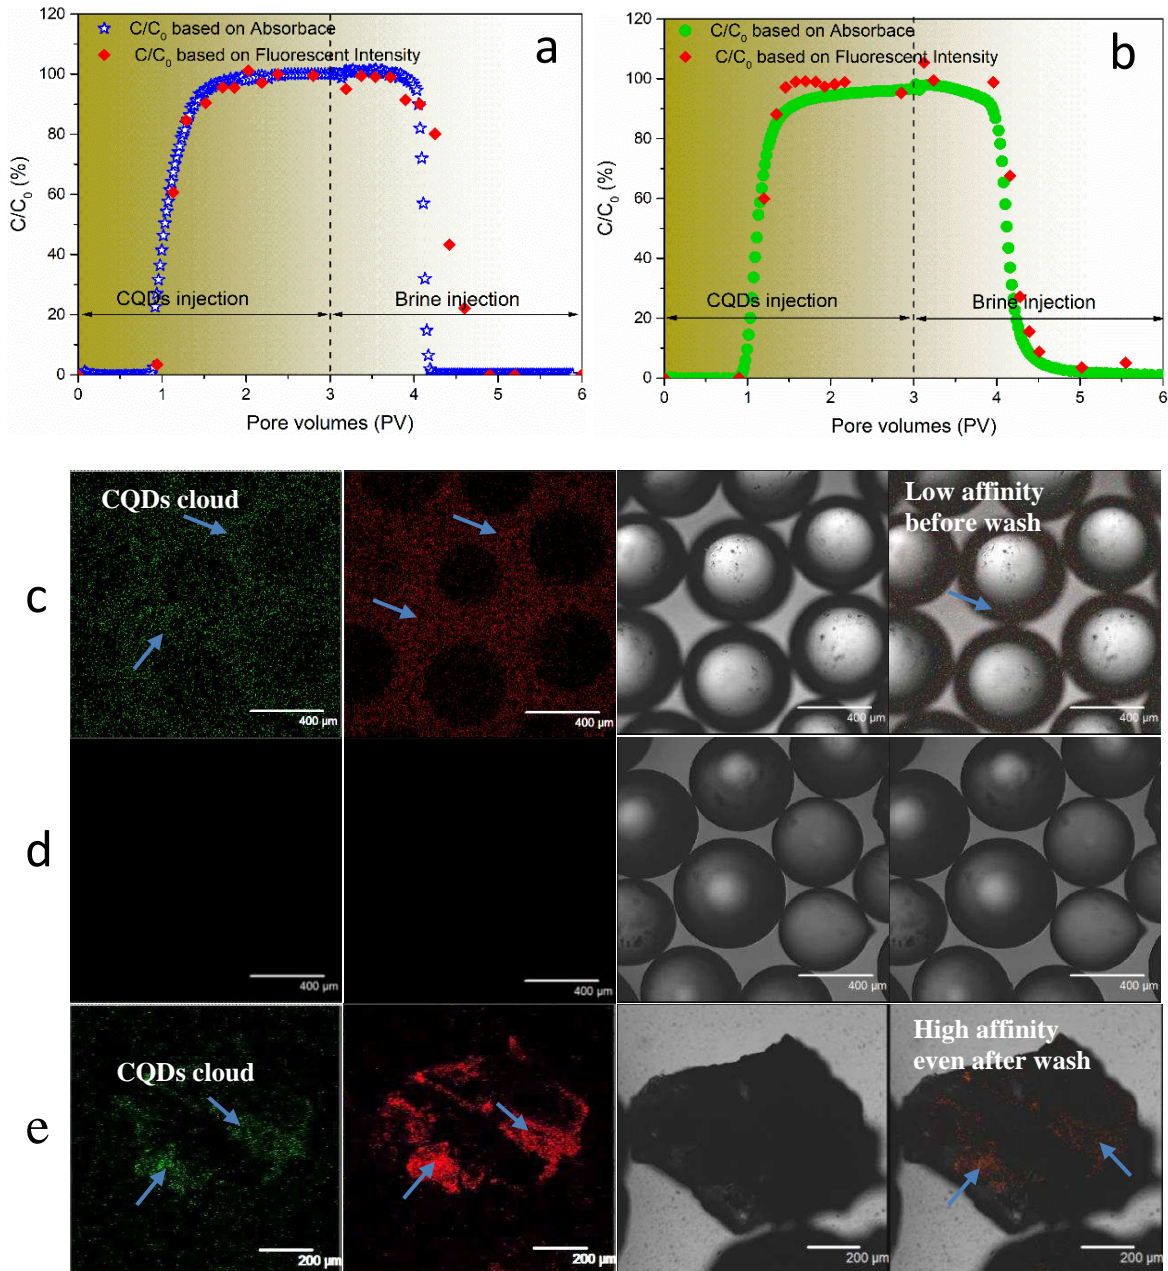 a
C/C0 based on Absorbace
C/C0 based on Fluorescent Intensity
120
100
80
60
40
20
0
C/C0 (%)
CQDs injection
Brine injection
0 1 2 3 4 5 6
Pore volumes (PV)
b
C/C0 based on Absorbace
C/C0 based on Fluorescent Intensity
120
100
80
60
40
20
0
C/C0 (%)
CQDs injection
Brine injection
0 1 2 3 4 5 6
Pore volumes (PV)
c
CQDs cloud
400 µm
400 µm
400 µm
Low affinity
before wash
400 µm
d
400 µm
400 µm
400 µm
400 µm
e
CQDs cloud
200 µm
200 µm
200 µm
High affinity
even after wash
200 µm